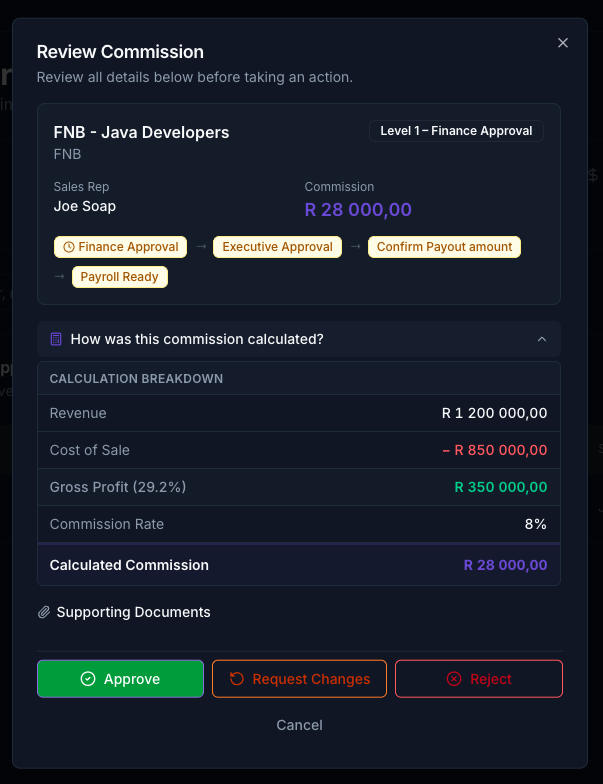 Review Commission
Review all details below before taking an action.
FNB - Java Developers
Level 1 – Finance Approval
FNB
Sales Rep
Commission
Joe Soap
R 28 000,00
Finance Approval → Executive Approval → Confirm Payout amount
→ Payroll Ready
How was this commission calculated?
CALCULATION BREAKDOWN
Revenue
R 1 200 000,00
Cost of Sale
– R 850 000,00
Gross Profit (29.2%)
R 350 000,00
Commission Rate
8%
Calculated Commission
R 28 000,00
Supporting Documents
Approve
Request Changes
Reject
Cancel